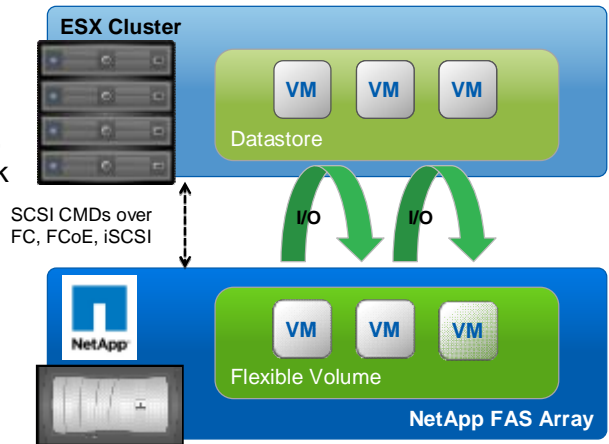 ESX Cluster
VM VM VM
Datastore
K
SCSI CMDs over
FC, FCoE, iSCSI
I/O I/O
NetApp
VM VM VM
Flexible Volume
NetApp FAS Array